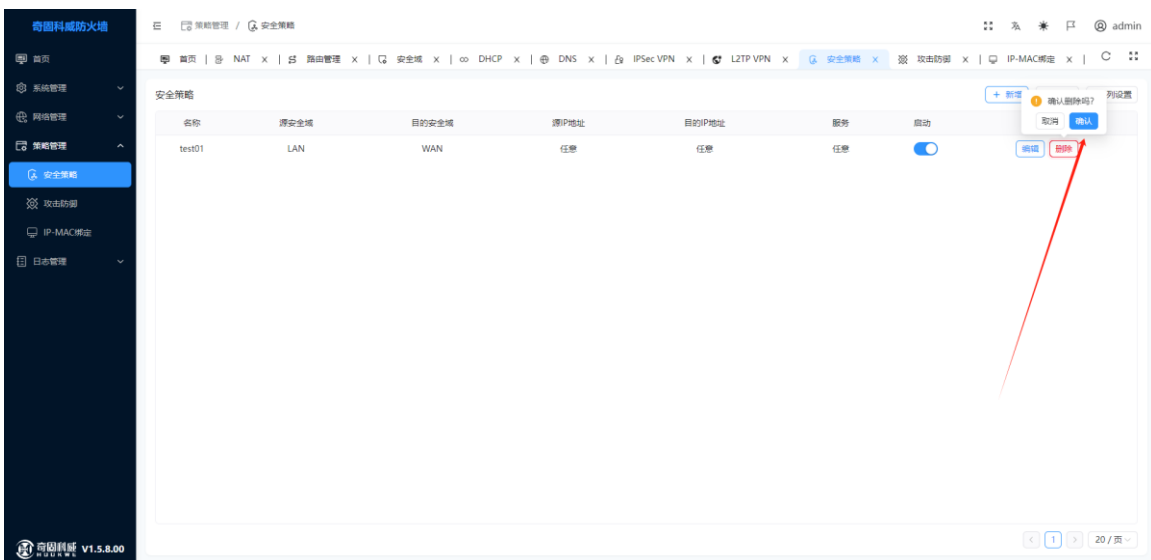 奇固科威防火墙
策略管理 / 安全策略
admin
首页 NAT 路由管理 安全域 DHCP DNS IPSec VPN L2TP VPN 安全策略 攻击防御 IP-MAC绑定
首页
系统管理
网络管理
策略管理
安全策略
攻击防御
IP-MAC绑定
日志管理
安全策略
+ 新增
列设置
确认删除吗?
取消 确认
名称 源安全域 目的安全域 源IP地址 目的IP地址 服务 启动
test01 LAN WAN 任意 任意 任意 编辑 删除
1 20 / 页
奇固科威 V1.5.8.00